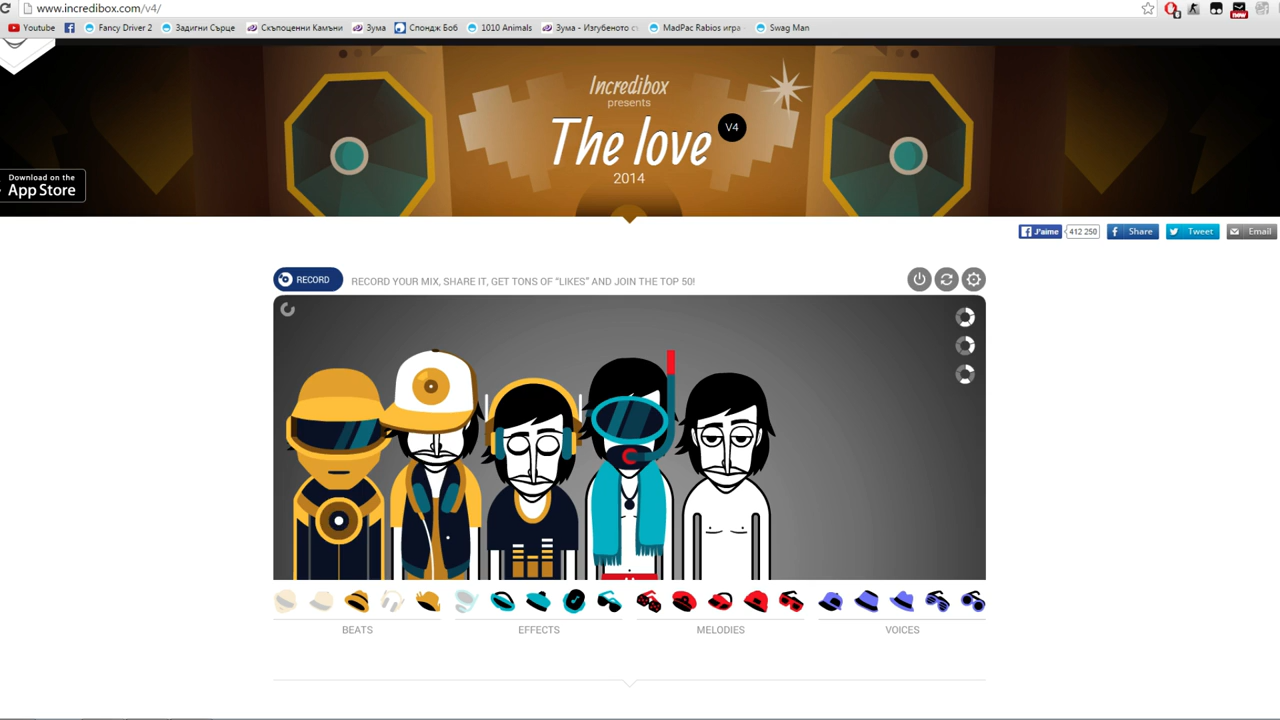 www.incredibox.com/v4/
Youtube Fancy Driver 2 Задигни Сърце Скъпоценни Камъни Зума Спондж Боб 1010 Animals Зума - Изгубеното MadPac Rabios игра Swag Man
new
Incredibox
presents
The love V4
2014
Download on the
App Store
J'aime 412 250 Share Tweet Email
RECORD RECORD YOUR MIX, SHARE IT, GET TONS OF “LIKES” AND JOIN THE TOP 50!
BEATS EFFECTS MELODIES VOICES